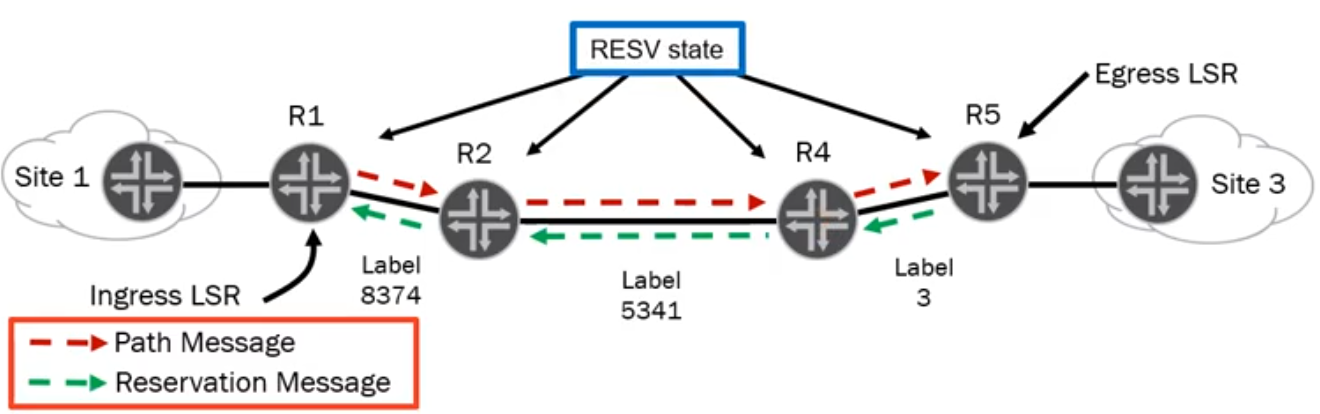 RESV state
Egress LSR
R1
R5
R2
R4
Site 1
Site 3
Label
8374
Label
5341
Label
3
Ingress LSR
Path Message
Reservation Message